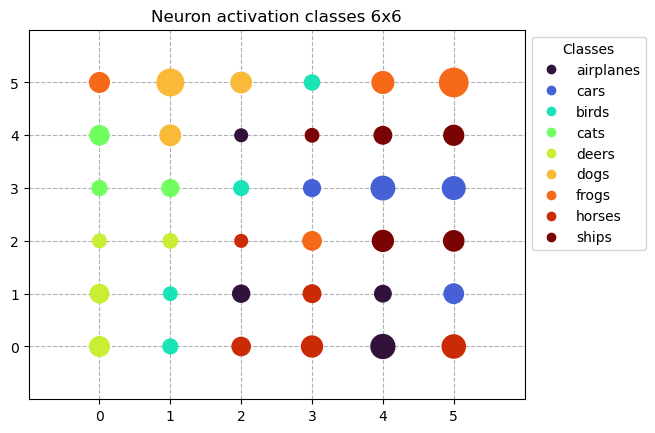 Neuron activation classes 6x6
Classes
airplanes
cars
birds
cats
deers
dogs
frogs
horses
ships
5
4
3
2
1
0
0 1 2 3 4 5